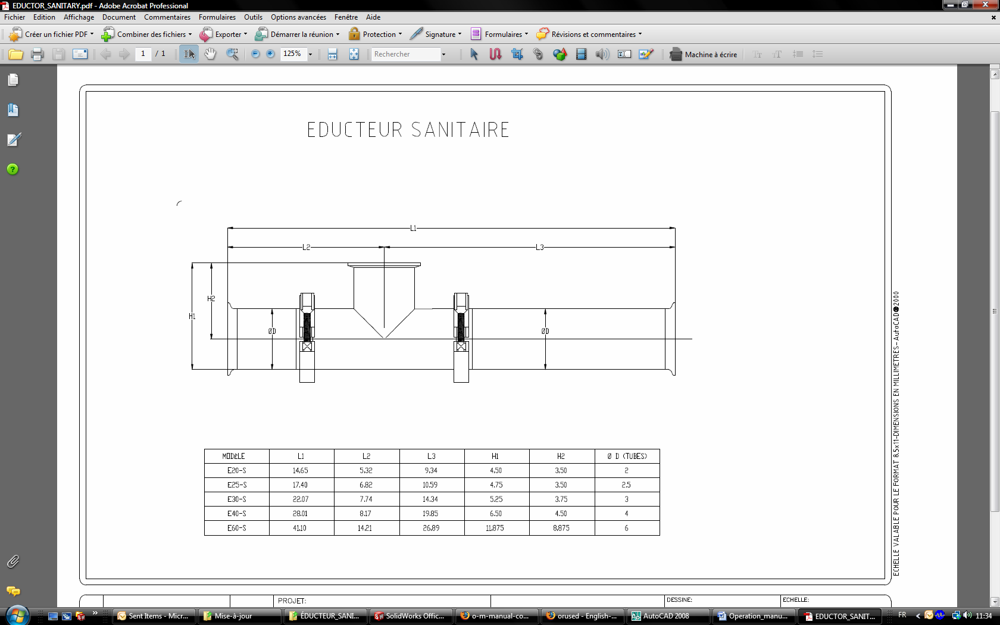 EDUCTOR_SANITARY.pdf - Adobe Acrobat Professional
Fichier Edition Affichage Document Commentaires Formulaires Outils Options avancées Fenêtre Aide
Créer un fichier PDF Combiner des fichiers Exporter Démarrer la réunion Protection Signature Formulaires Révisions et commentaires
1 / 1 125% Rechercher Machine à écrire
EDUCTEUR SANITAIRE
L1
L2 L3
H2
H1
ØD ØD
MODÈLE L1 L2 L3 H1 H2 Ø D (TUBES)
E20-S 14.65 5.32 9.34 4.50 3.50 2
E25-S 17.40 6.82 10.59 4.75 3.50 2.5
E30-S 22.07 7.74 14.34 5.25 3.75 3
E40-S 28.01 8.17 19.85 6.50 4.50 4
E60-S 41.10 14.21 26.89 11.875 8.875 6
ECHELLE VALABLE POUR LE FORMAT 8.5x11-DIMENSIONS EN MILLIMETRES- AutoCAD@2000
PROJET: DESSINE: ECHELLE:
Sent Items - Micr... Mise-à-jour ÉDUCTEUR_SANI... SolidWorks Offic... o-m-manual-co... orused - English-... AutoCAD 2008 Operation_manu... EDUCTOR_SANIT... FR 11:34